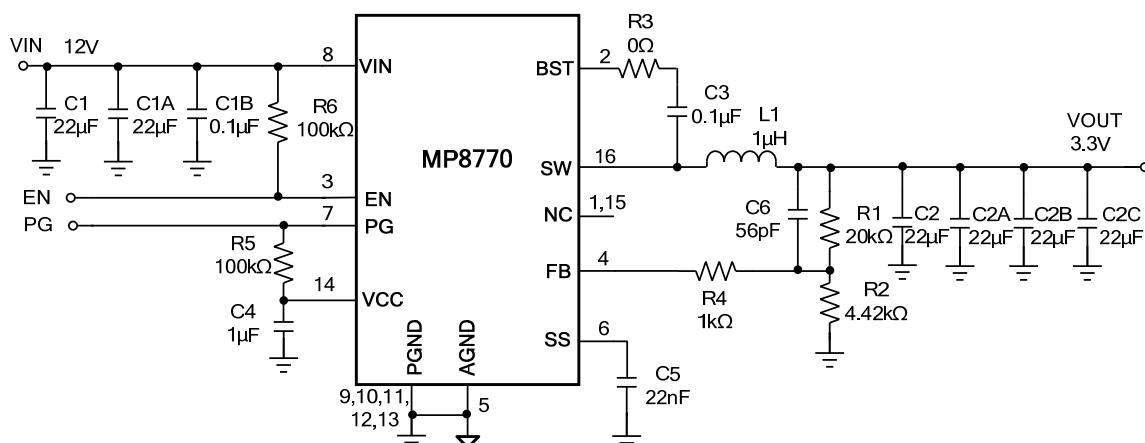 VIN 12V
8
VIN
C1
22µF
C1A
22µF
C1B
0.1µF
R6
100kΩ
EN
3
EN
PG
7
PG
R5
100kΩ
14
VCC
C4
1µF
MP8770
PGND
AGND
9,10,11,
12,13
5
BST
2
R3
0Ω
C3
0.1µF
L1
1µH
SW
16
NC
1,15
FB
4
R4
1kΩ
C6
56pF
R1
20kΩ
R2
4.42kΩ
SS
6
C5
22nF
C2
22µF
C2A
22µF
C2B
22µF
C2C
22µF
VOUT
3.3V